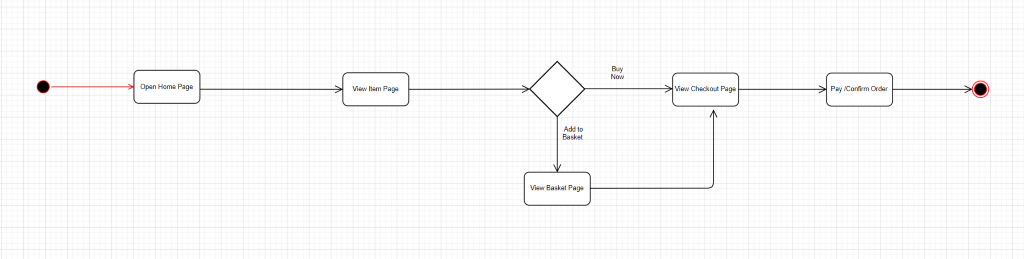 Open Home Page
View Item Page
Buy
Now
View Checkout Page
Pay /Confirm Order
Add to
Basket
View Basket Page